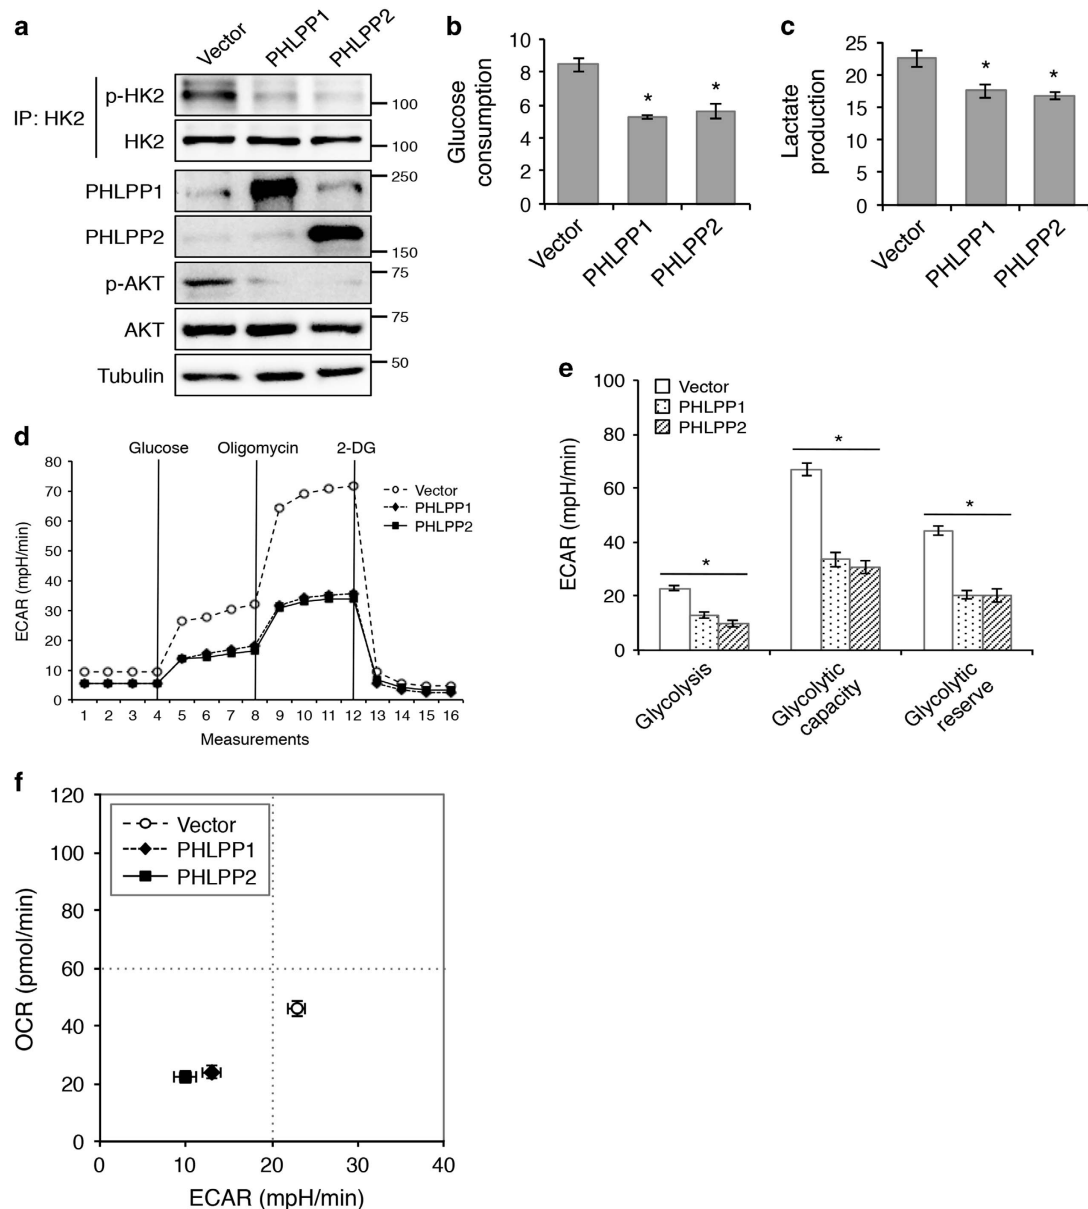 a
Vector
PHLPP1
PHLPP2
IP: HK2
p-HK2
100
HK2
100
PHLPP1
250
PHLPP2
150
p-AKT
75
AKT
75
Tubulin
50
b
Glucose
consumption
10
8
6
4
2
0
*
*
Vector
PHLPP1
PHLPP2
c
Lactate
production
25
20
15
10
5
0
*
*
Vector
PHLPP1
PHLPP2
d
Glucose
Oligomycin
2-DG
ECAR (mpH/min)
80
70
60
50
40
30
20
10
0
Vector
PHLPP1
PHLPP2
1 2 3 4 5 6 7 8 9 10 11 12 13 14 15 16
Measurements
e
ECAR (mpH/min)
100
80
60
40
20
0
Vector
PHLPP1
PHLPP2
*
*
*
Glycolysis
Glycolytic
capacity
Glycolytic
reserve
f
OCR (pmol/min)
120
100
80
60
40
20
0
Vector
PHLPP1
PHLPP2
0 10 20 30 40
ECAR (mpH/min)